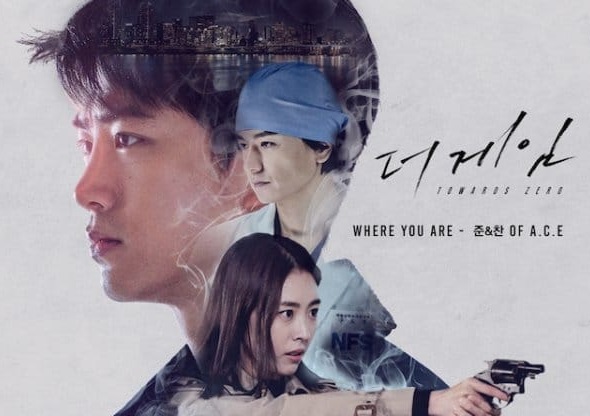 더 게임
TOWARDS ZERO
WHERE YOU ARE - 준&찬 OF A.C.E
NFS